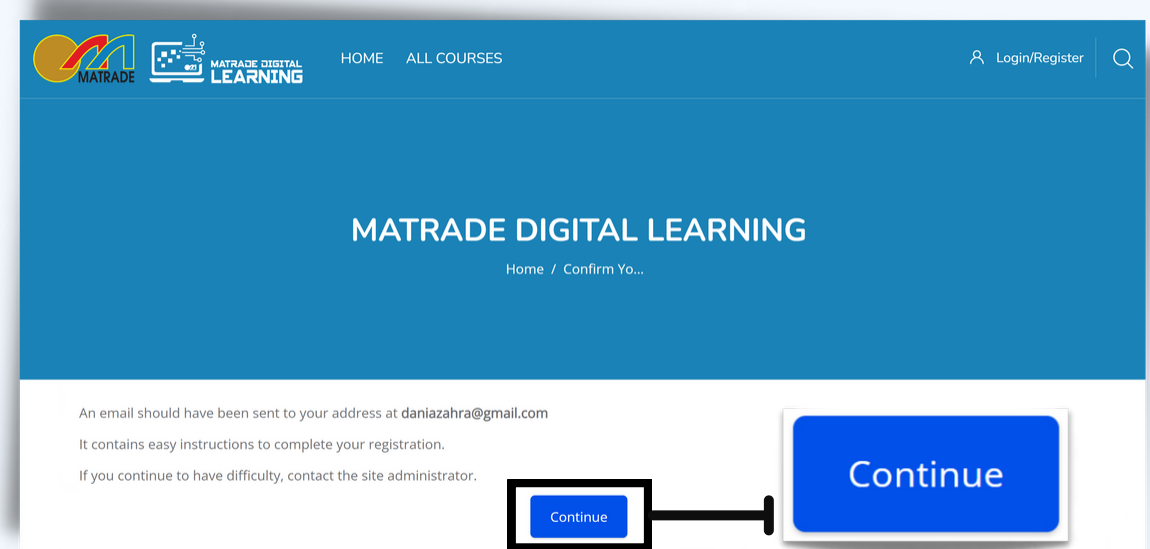 MATRADE
MATRADE DIGITAL
LEARNING
HOME
ALL COURSES
Login/Register
MATRADE DIGITAL LEARNING
Home / Confirm Yo...
An email should have been sent to your address at daniazahra@gmail.com
It contains easy instructions to complete your registration.
If you continue to have difficulty, contact the site administrator.
Continue
Continue